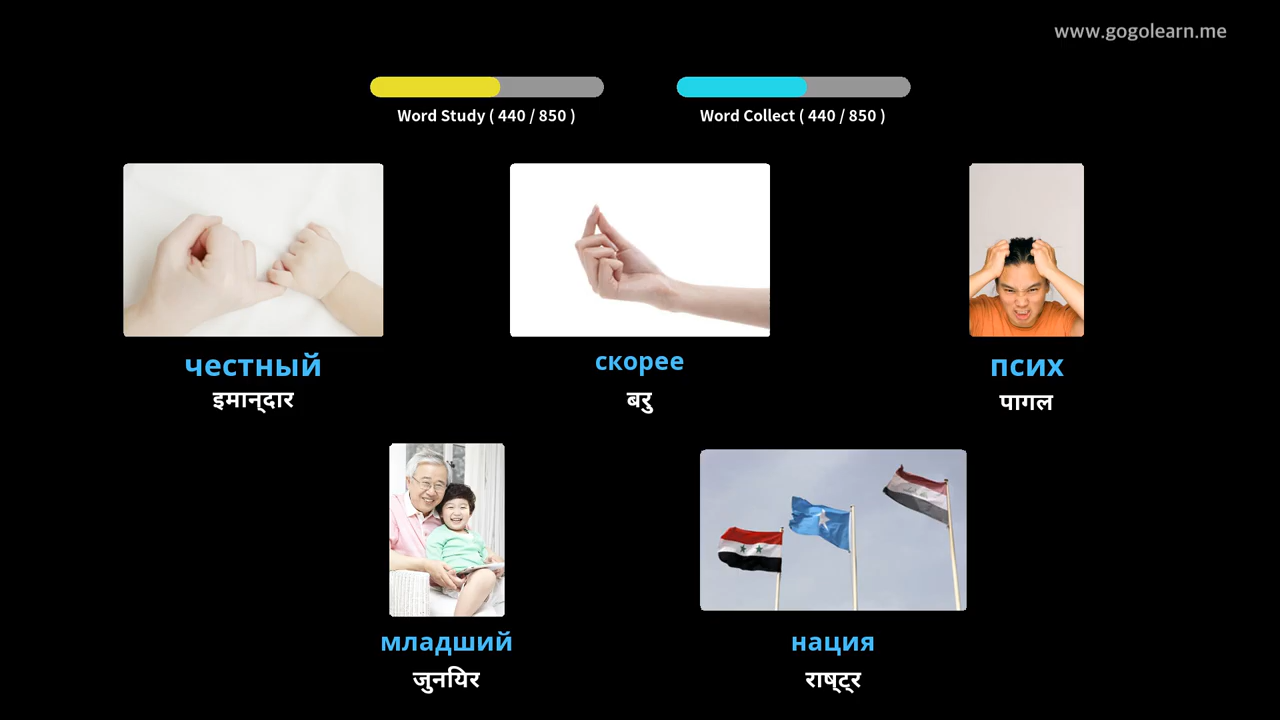 www.gogolearn.me
Word Study ( 440 / 850 )
Word Collect ( 440 / 850 )
честный
इमान्‌दार
скорее
बरु
псих
पागल
младший
जुनयिर
нация
राष्‌ट्र